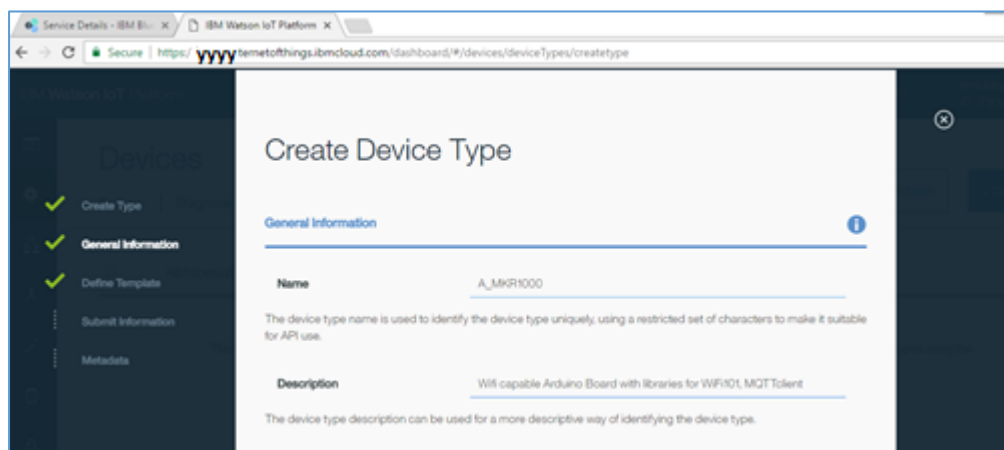 Service Details - IBM Blu
IBM Watson IoT Platform
Secure | https:/ yyyy ternetofthings.ibmcloud.com/dashboard/#/devices/deviceTypes/createtype
IBM Watson IoT Platform
Devices
Create Device Type
Create Type
General Information
General Information
Define Template
Name
A_MKR1000
Submit Information
The device type name is used to identify the device type uniquely, using a restricted set of characters to make it suitable
for API use.
Metadata
Description
Wifi capable Arduino Board with libraries for WiFi101, MQTTclient
The device type description can be used for a more descriptive way of identifying the device type.